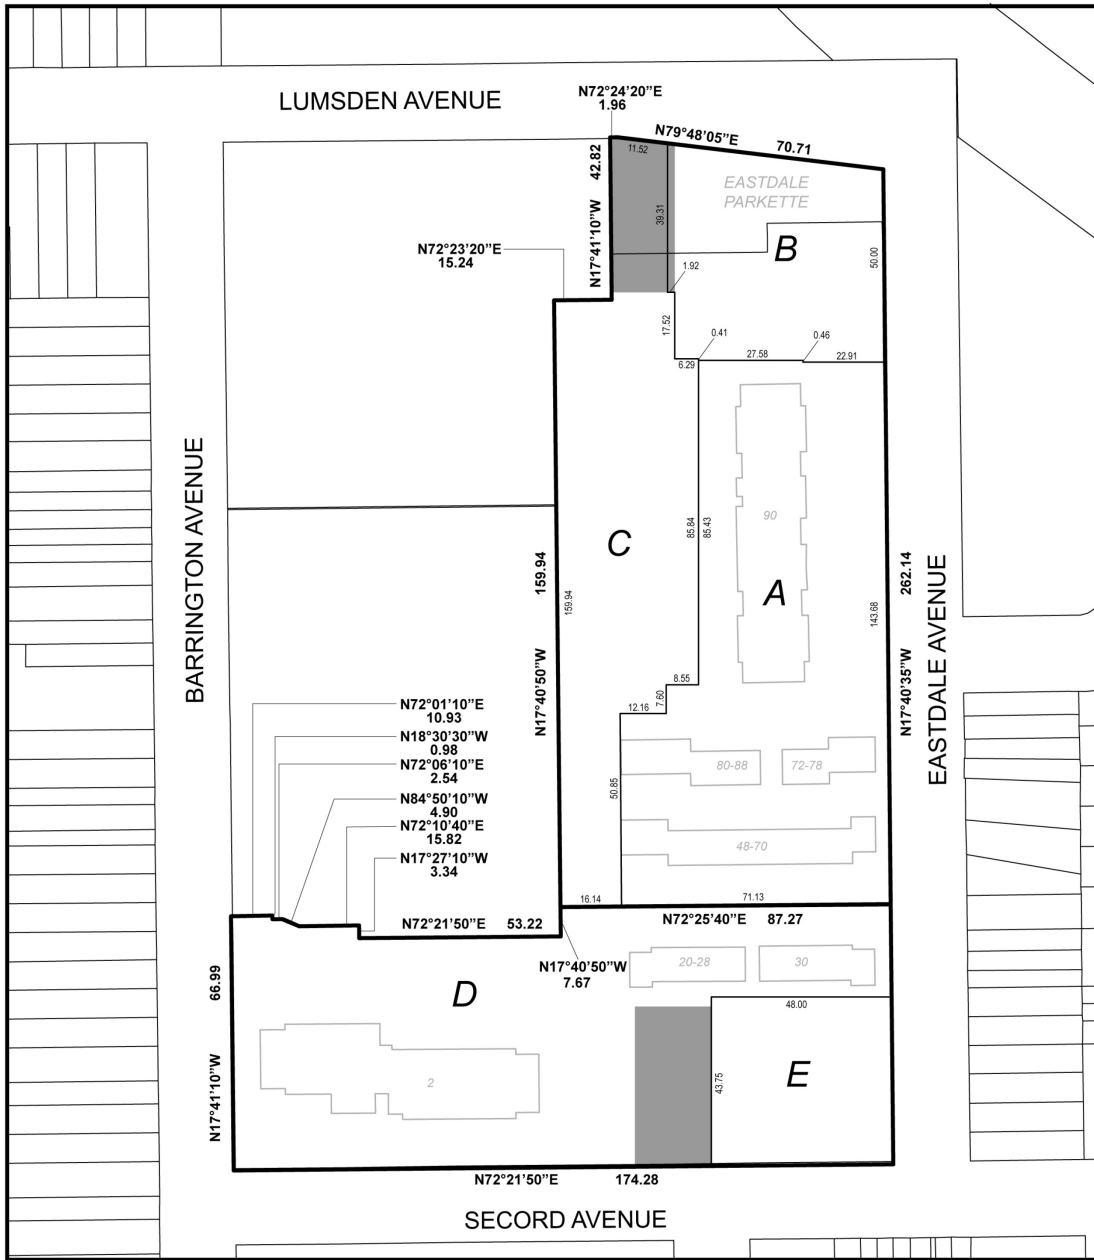 LUMSDEN AVENUE
N72°24'20”E
1.96
N79°48'05”E
70.71
11.52
42.82
N17°41'10”W
39.31
EASTDALE
PARKETTE
B
50.00
N72°23'20”E
15.24
1.92
17.52
0.41
0.46
6.29
27.58
22.91
BARRINGTON AVENUE
C
90
A
85.84
85.43
159.94
159.94
N17°40'50”W
143.68
262.14
N17°40'35”W
EASTDALE AVENUE
8.55
7.60
12.16
50.85
80-88
72-78
48-70
N72°01'10”E
10.93
N18°30'30”W
0.98
N72°06'10”E
2.54
N84°50'10”W
4.90
N72°10'40”E
15.82
N17°27'10”W
3.34
16.14
71.13
N72°21'50”E 53.22
N72°25'40”E 87.27
N17°40'50”W
7.67
20-28
30
D
66.99
N17°41'10”W
2
48.00
43.75
E
N72°21'50”E
174.28
SECORD AVENUE